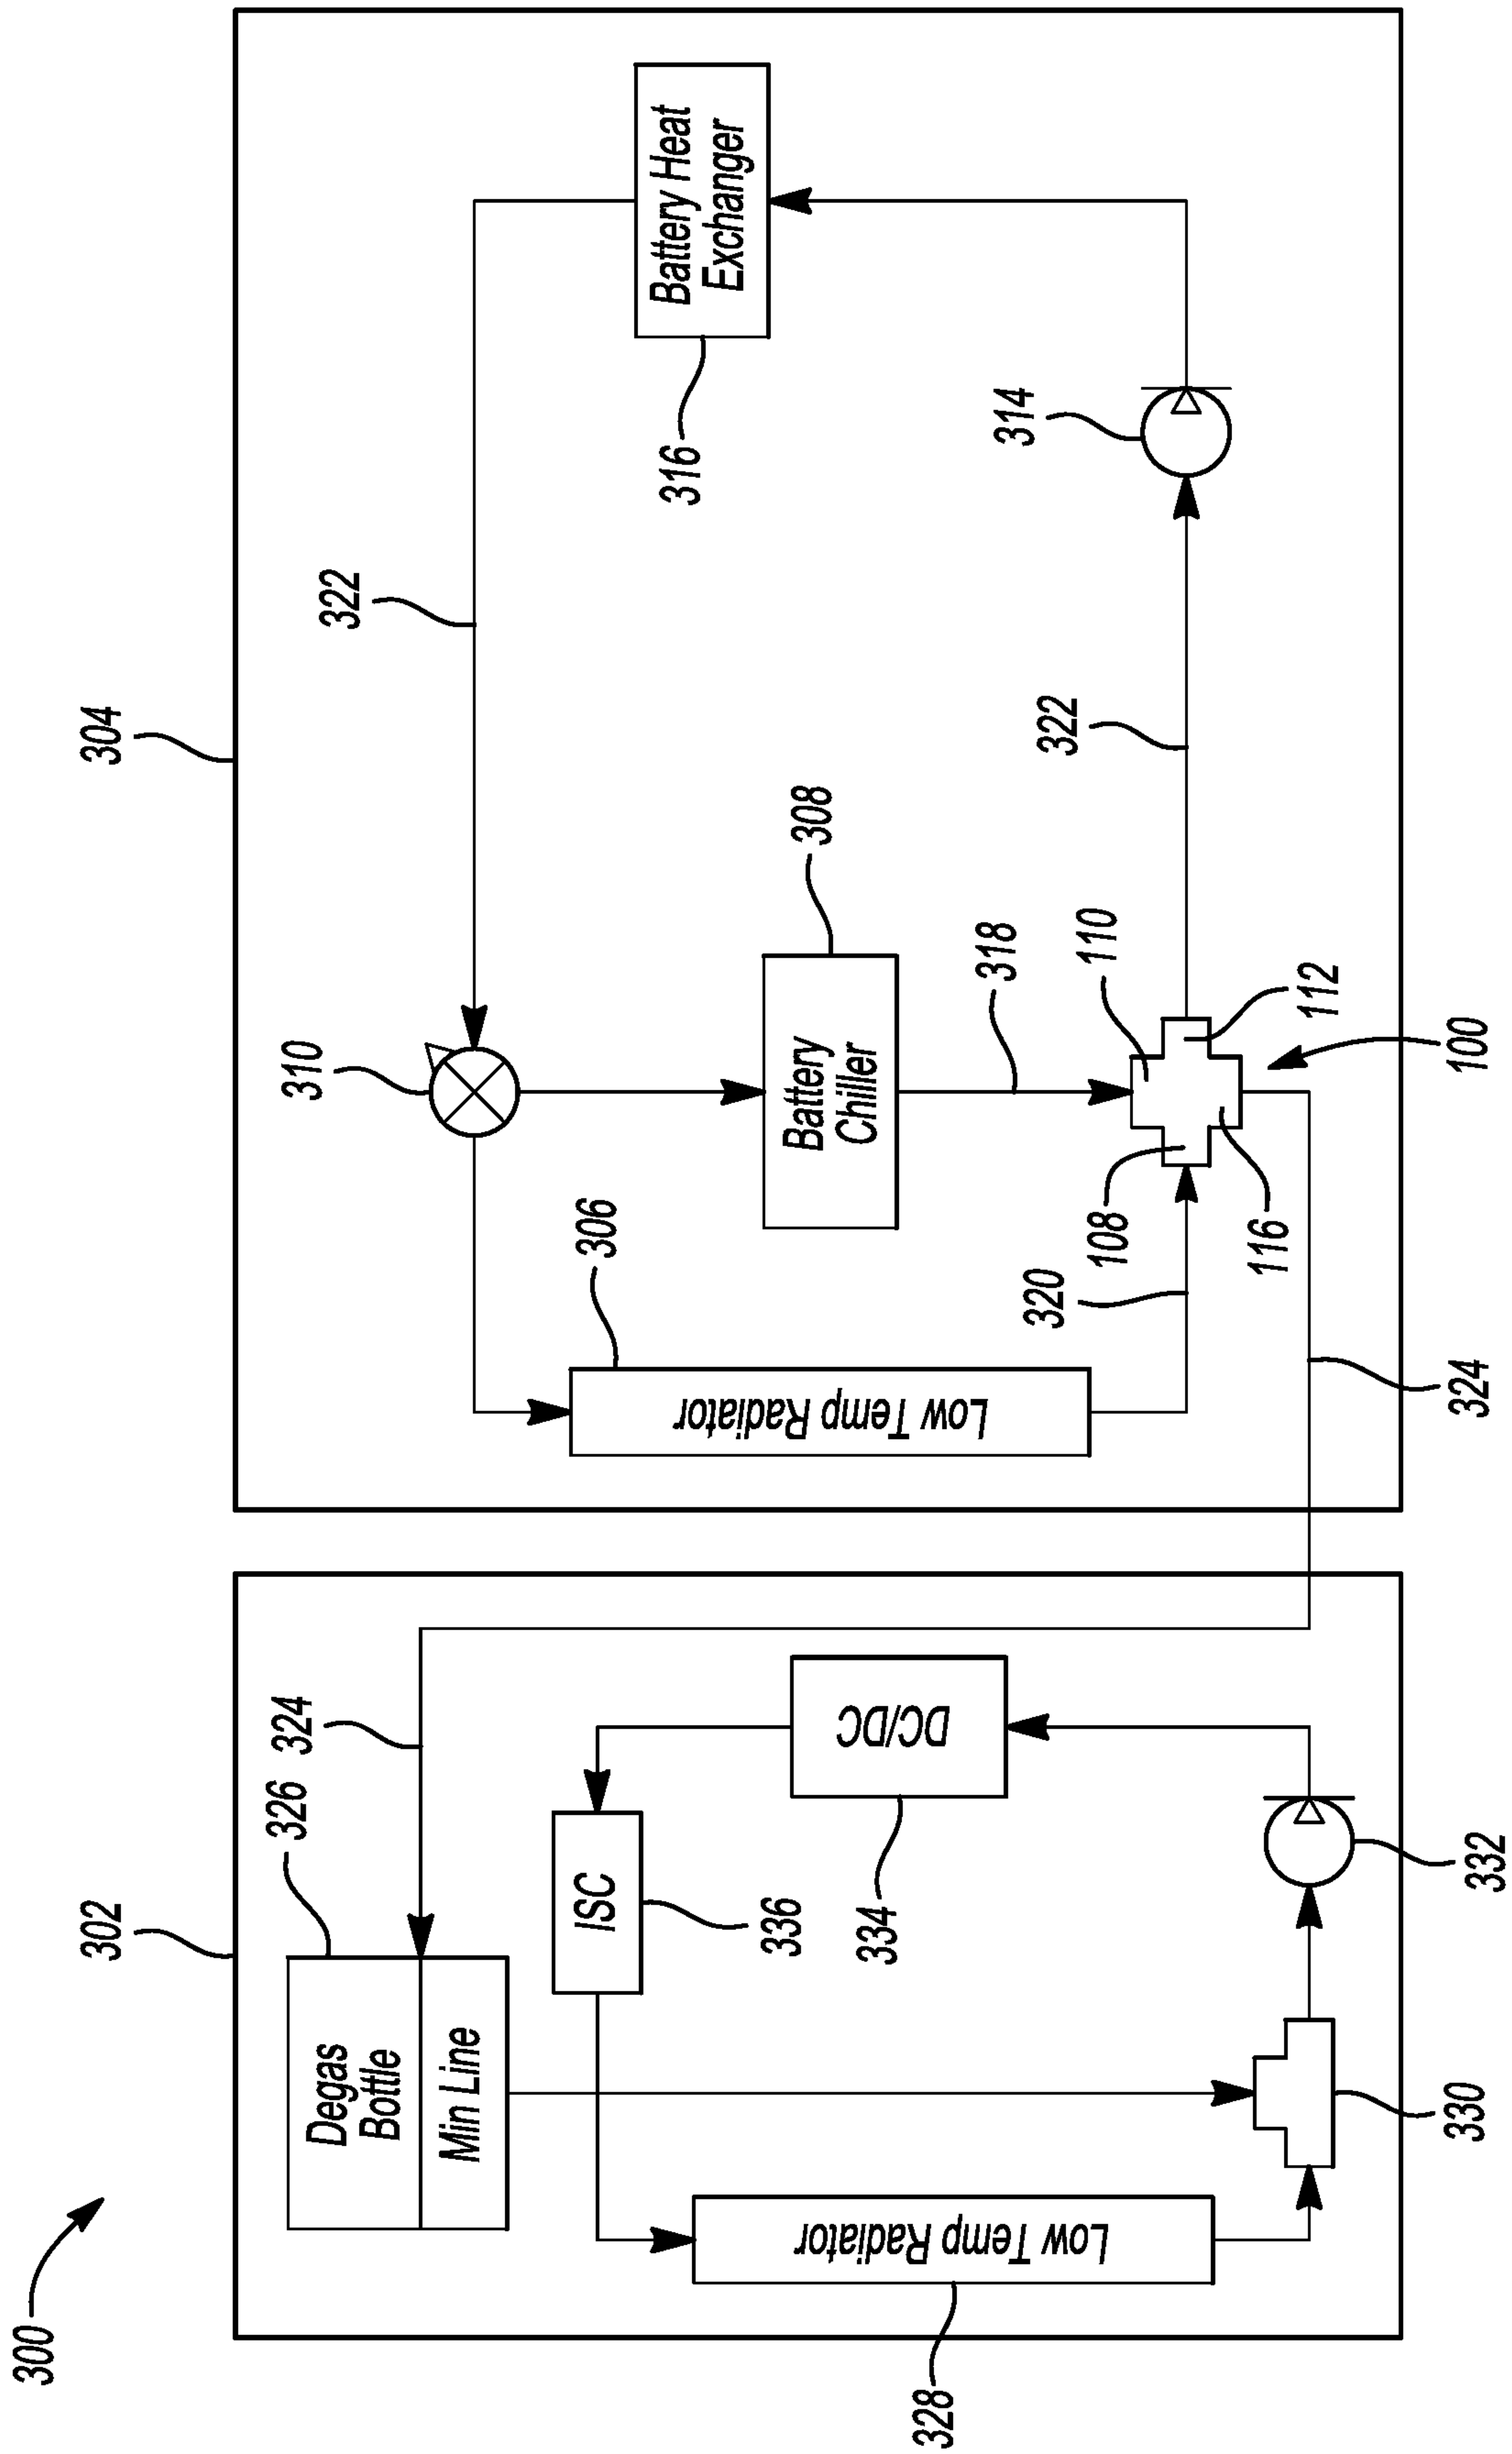 300
302
304
326
324
Degas
Bottle
Min Line
ISC
336
DC/DC
334
Low Temp Radiator
328
330
332
324
310
322
306
Low Temp Radiator
Battery
Chiller
308
318
320
108
110
112
116
100
322
314
316
Battery Heat
Exchanger